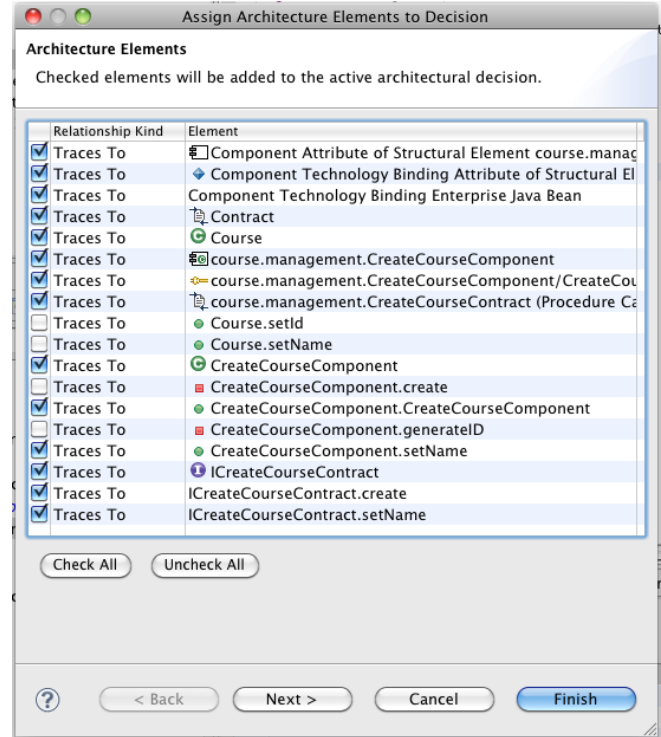 Assign Architecture Elements to Decision
Architecture Elements
Checked elements will be added to the active architectural decision.
Relationship Kind Element
Traces To Component Attribute of Structural Element course.manag
Traces To Component Technology Binding Attribute of Structural El
Traces To Component Technology Binding Enterprise Java Bean
Traces To Contract
Traces To Course
Traces To course.management.CreateCourseComponent
Traces To course.management.CreateCourseComponent/CreateCou
Traces To course.management.CreateCourseContract (Procedure Ca
Traces To Course.setId
Traces To Course.setName
Traces To CreateCourseComponent
Traces To CreateCourseComponent.create
Traces To CreateCourseComponent.CreateCourseComponent
Traces To CreateCourseComponent.generateID
Traces To CreateCourseComponent.setName
Traces To ICreateCourseContract
Traces To ICreateCourseContract.create
Traces To ICreateCourseContract.setName
Check All Uncheck All
? < Back Next > Cancel Finish